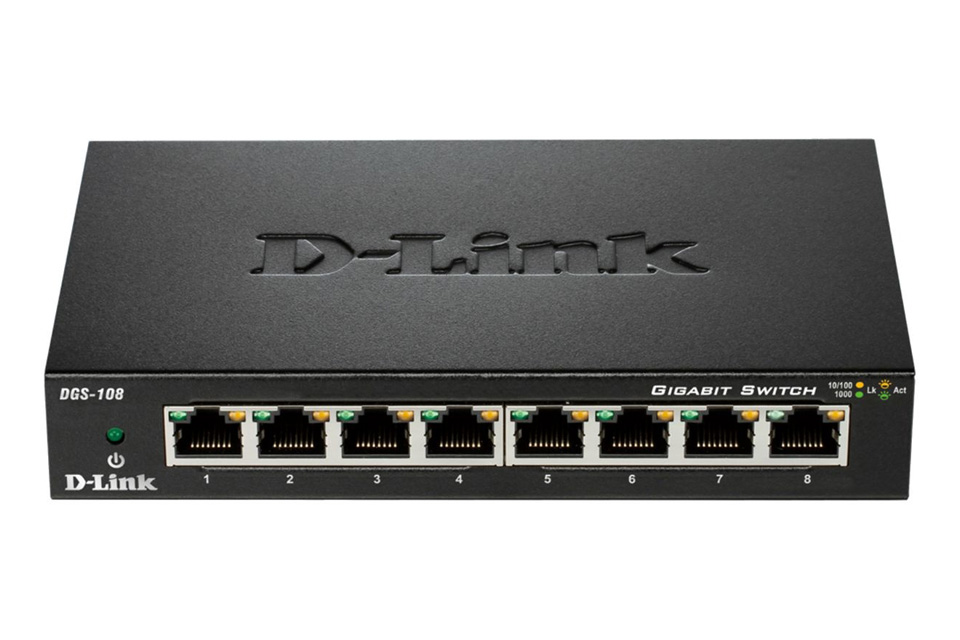 D-Link
DGS-108
GIGABIT SWITCH
10/100
1000
Lk
Act
D-Link
1 2 3 4 5 6 7 8